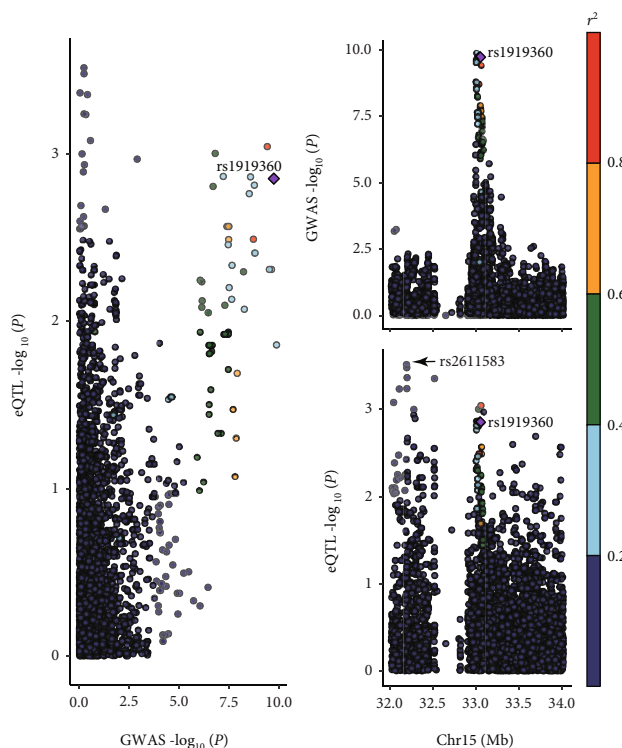 3
2
1
0
eQTL -log10 (P)
rs1919360
0.0 2.5 5.0 7.5 10.0
GWAS -log10 (P)
10.0
7.5
5.0
2.5
0.0
GWAS -log10 (P)
rs1919360
rs2611583
rs1919360
3
2
1
0
eQTL -log10 (P)
32.0 32.5 33.0 33.5 34.0
Chr15 (Mb)
r²
0.8
0.6
0.4
0.2